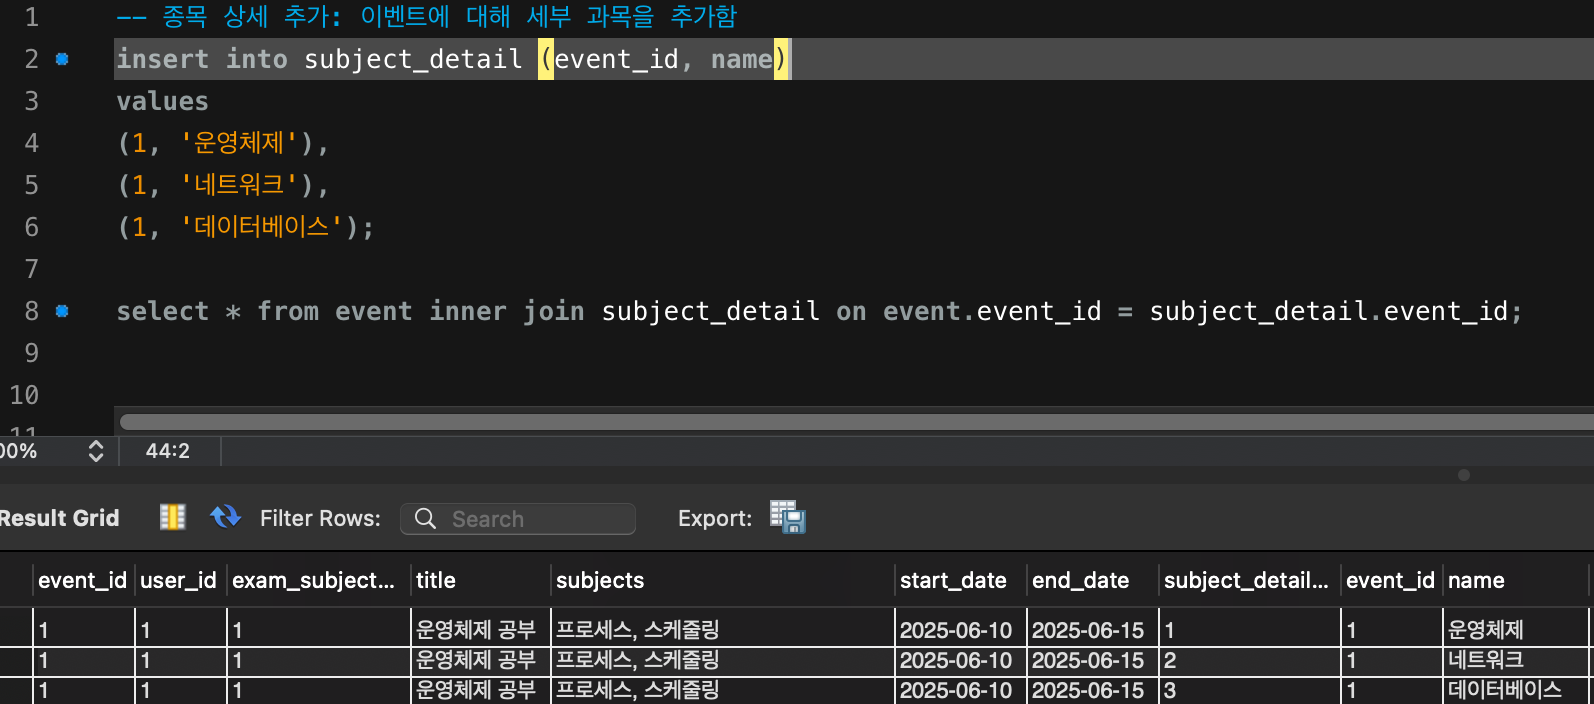 1 -- 종목 상세 추가: 이벤트에 대해 세부 과목을 추가함
2 insert into subject_detail (event_id, name)
3 values
4 (1, '운영체제'),
5 (1, '네트워크'),
6 (1, '데이터베이스');
7
8 select * from event inner join subject_detail on event.event_id = subject_detail.event_id;
9
10
11
00% 44:2
Result Grid Filter Rows: Search Export:
event_id user_id exam_subject... title subjects start_date end_date subject_detail... event_id name
1 1 1 운영체제 공부 프로세스, 스케줄링 2025-06-10 2025-06-15 1 1 운영체제
1 1 1 운영체제 공부 프로세스, 스케줄링 2025-06-10 2025-06-15 2 1 네트워크
1 1 1 운영체제 공부 프로세스, 스케줄링 2025-06-10 2025-06-15 3 1 데이터베이스